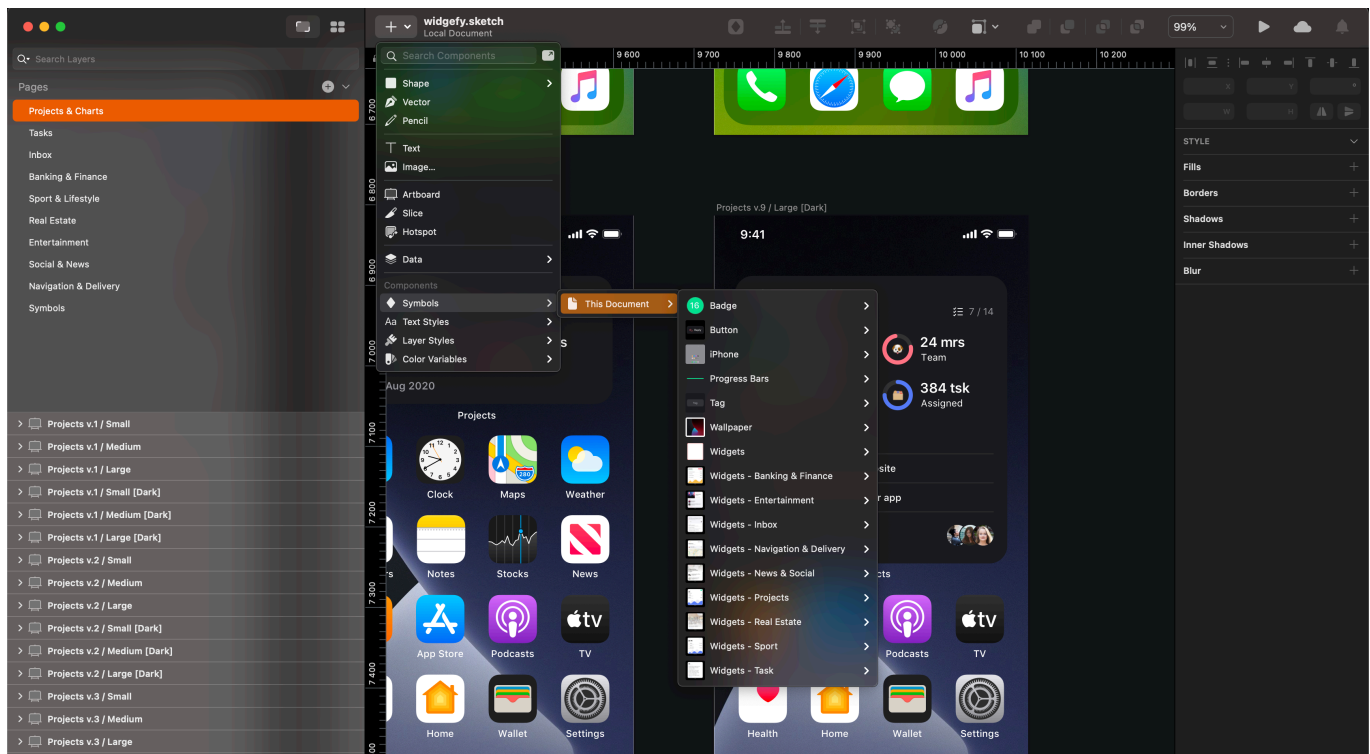 widgefy.sketch
Local Document
99%
Search Layers
Pages
Projects & Charts
Tasks
Inbox
Banking & Finance
Sport & Lifestyle
Real Estate
Entertainment
Social & News
Navigation & Delivery
Symbols
Projects v.1 / Small
Projects v.1 / Medium
Projects v.1 / Large
Projects v.1 / Small [Dark]
Projects v.1 / Medium [Dark]
Projects v.1 / Large [Dark]
Projects v.2 / Small
Projects v.2 / Medium
Projects v.2 / Large
Projects v.2 / Small [Dark]
Projects v.2 / Medium [Dark]
Projects v.2 / Large [Dark]
Projects v.3 / Small
Projects v.3 / Medium
Projects v.3 / Large
Search Components
Shape
Vector
Pencil
Text
Image...
Artboard
Slice
Hotspot
Data
Components
Symbols
Aa Text Styles
Layer Styles
Color Variables
This Document
16 Badge
Button
iPhone
Progress Bars
Tag
Wallpaper
Widgets
Widgets - Banking & Finance
Widgets - Entertainment
Widgets - Inbox
Widgets - Navigation & Delivery
Widgets - News & Social
Widgets - Projects
Widgets - Real Estate
Widgets - Sport
Widgets - Task
9 600 9 700 9 800 9 900 10 000 10 100 10 200
6 700
6 800
6 900
7 000
7 100
7 200
7 300
7 400
Aug 2020
Projects
Clock Maps Weather
Notes Stocks News
App Store Podcasts TV
Home Wallet Settings
Projects v.9 / Large [Dark]
9:41
7 / 14
24 mrs
Team
384 tsk
Assigned
site
r app
cts
Podcasts TV
Health Home Wallet Settings
X Y °
W H
STYLE
Fills
Borders
Shadows
Inner Shadows
Blur